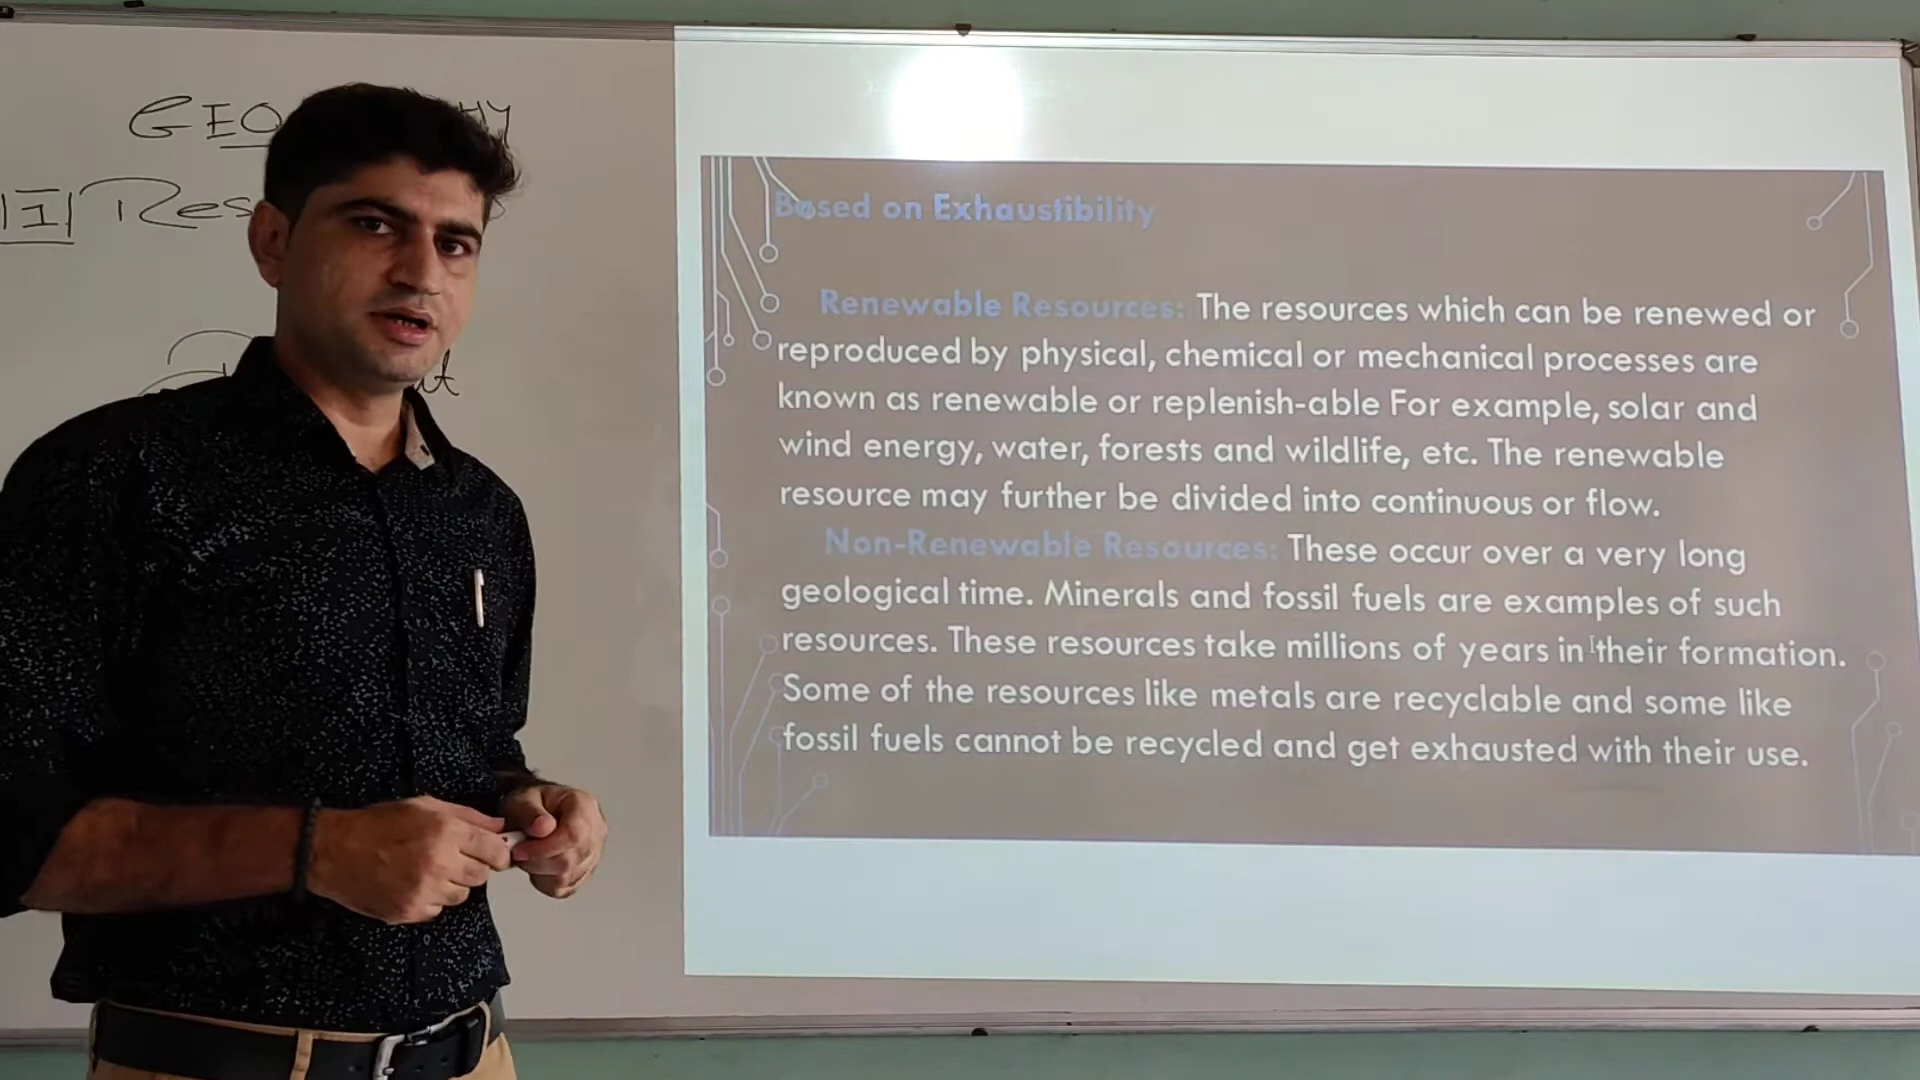 |II|
Based on Exhaustibility
Renewable Resources: The resources which can be renewed or
reproduced by physical, chemical or mechanical processes are
known as renewable or replenish-able For example, solar and
wind energy, water, forests and wildlife, etc. The renewable
resource may further be divided into continuous or flow.
Non-Renewable Resources: These occur over a very long
geological time. Minerals and fossil fuels are examples of such
resources. These resources take millions of years in their formation.
Some of the resources like metals are recyclable and some like
fossil fuels cannot be recycled and get exhausted with their use.